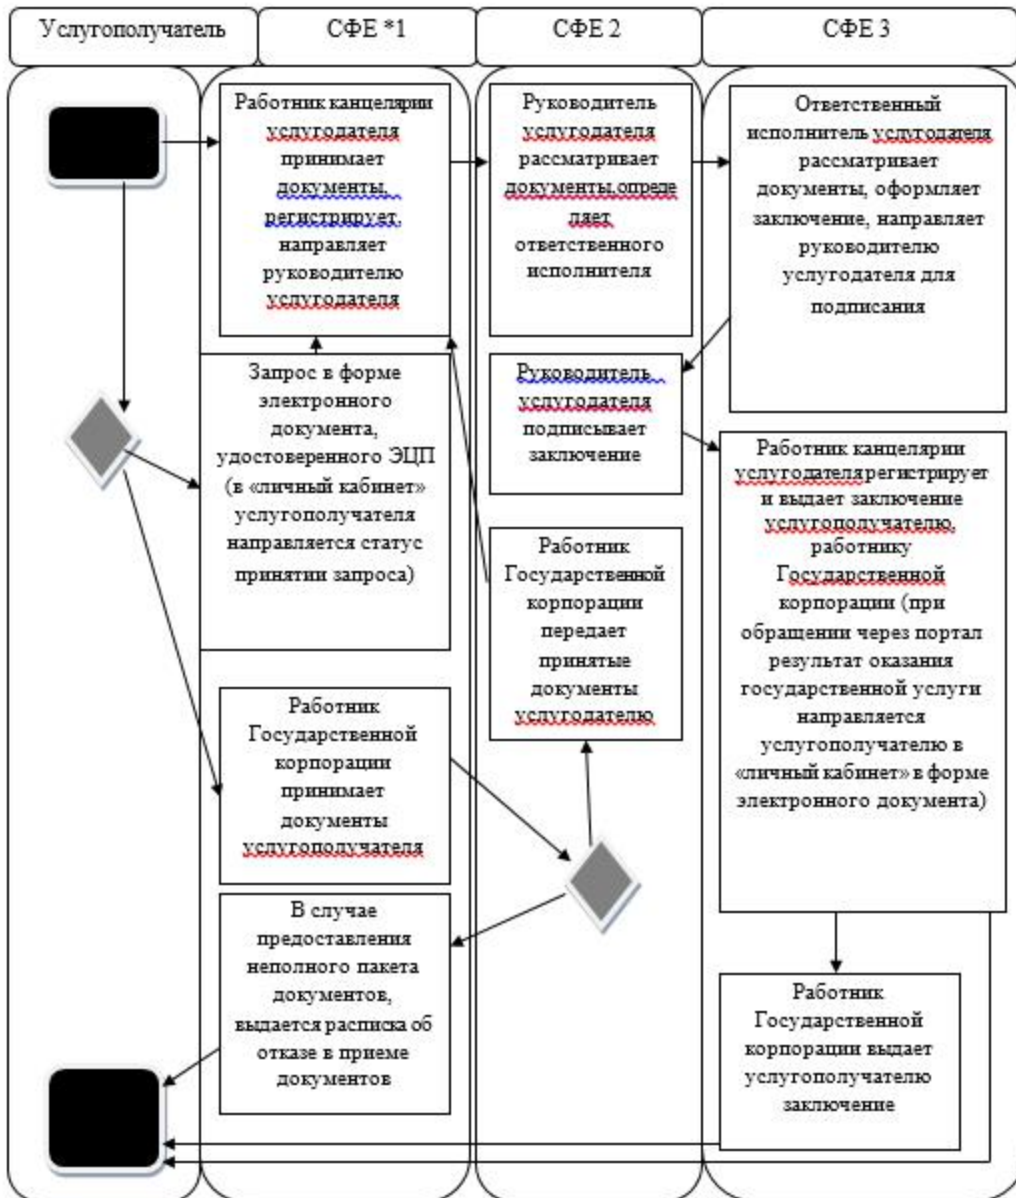 Услугополучатель
СФЕ *1
СФЕ 2
СФЕ 3
Работник канцелярии
услугодателя
принимает
документы,
регистрирует,
направляет
руководителю
услугодателя
Руководитель
услугодателя
рассматривает
документы,опреде
ляет
ответственного
исполнителя
Ответственный
исполнитель услугодателя
рассматривает
документы, оформляет
заключение, направляет
руководителю
услугодателя для
подписания
Запрос в форме
электронного
документа,
удостоверенного ЭЦП
(в «личный кабинет»
услугополучателя
направляется статус
принятии запроса)
Руководитель
услугодателя
подписывает
заключение
Работник канцелярии
услугодателя регистрирует
и выдает заключение
услугополучателю,
работнику
Государственной
корпорации (при
обращении через портал
результат оказания
государственной услуги
направляется
услугополучателю в
«личный кабинет» в форме
электронного документа)
Работник
Государственной
корпорации
передает
принятые
документы
услугодателю
Работник
Государственной
корпорации
принимает
документы
услугополучателя
В случае
предоставления
неполного пакета
документов,
выдается расписка об
отказе в приеме
документов
Работник
Государственной
корпорации выдает
услугополучателю
заключение